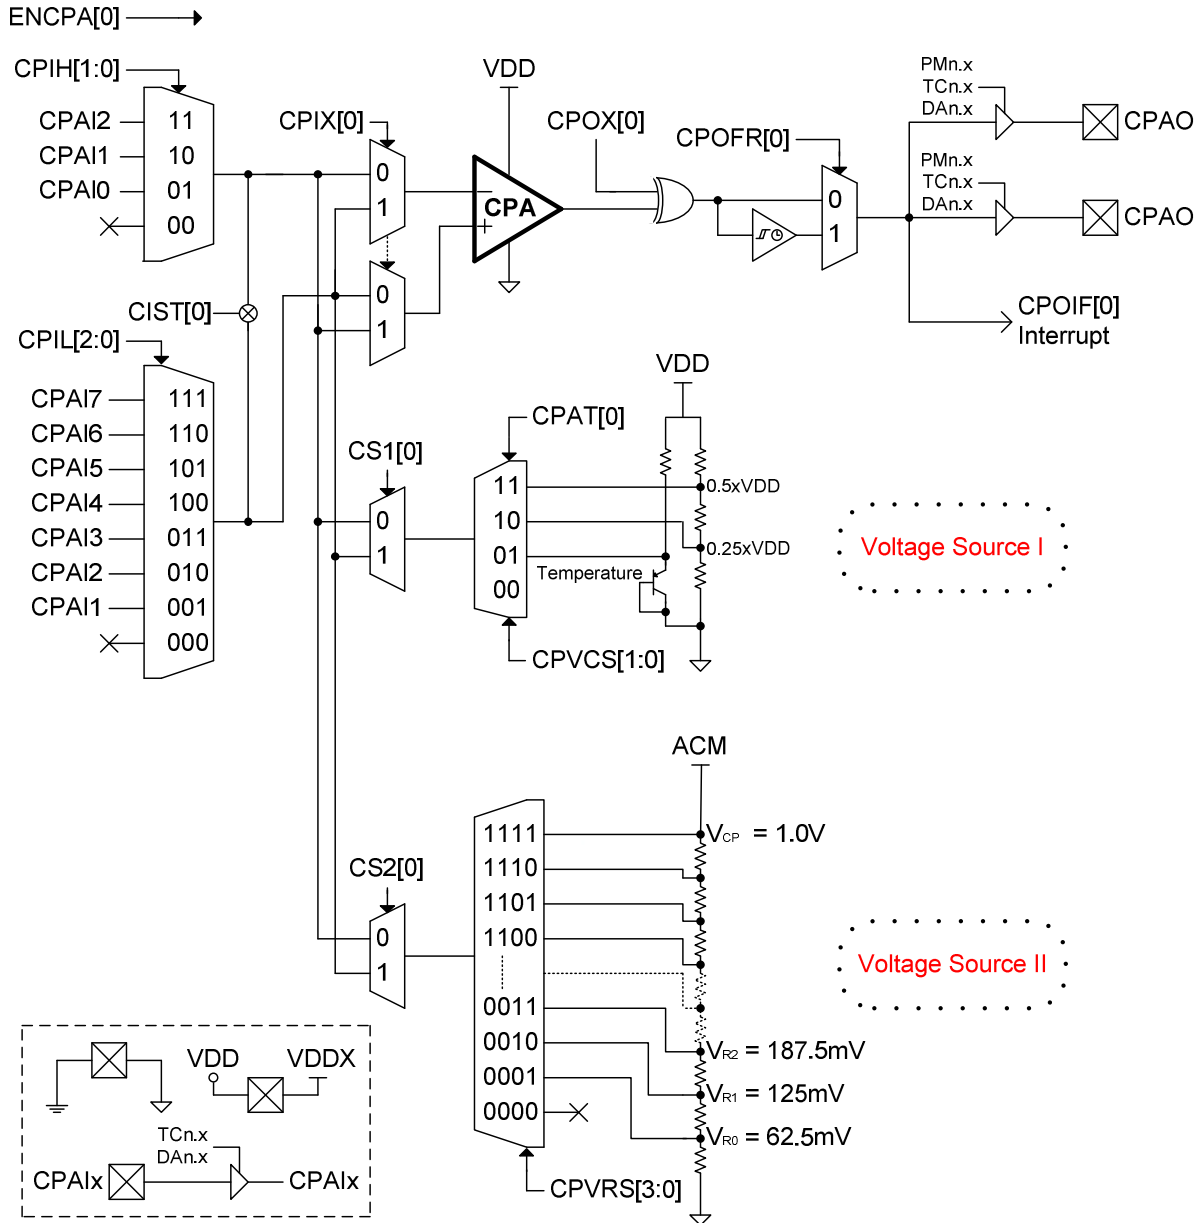 ENCPA[0]
CPIH[1:0]
CPAI2
CPAI1
CPAI0
11
10
01
00
CPIX[0]
0
1
0
1
VDD
CPA
CPOX[0]
CPOFR[0]
0
1
PMn.x
TCn.x
DAn.x
CPAO
PMn.x
TCn.x
DAn.x
CPAO
CPOIF[0]
Interrupt
CIST[0]
CPIL[2:0]
CPAI7
CPAI6
CPAI5
CPAI4
CPAI3
CPAI2
CPAI1
111
110
101
100
011
010
001
000
CS1[0]
0
1
CPAT[0]
11
10
01
00
CPVCS[1:0]
Temperature
VDD
0.5xVDD
0.25xVDD
Voltage Source I
CS2[0]
0
1
1111
1110
1101
1100
0011
0010
0001
0000
CPVRS[3:0]
ACM
VCP = 1.0V
VR2 = 187.5mV
VR1 = 125mV
VR0 = 62.5mV
Voltage Source II
VDD
VDDX
TCn.x
DAn.x
CPAIx
CPAIx